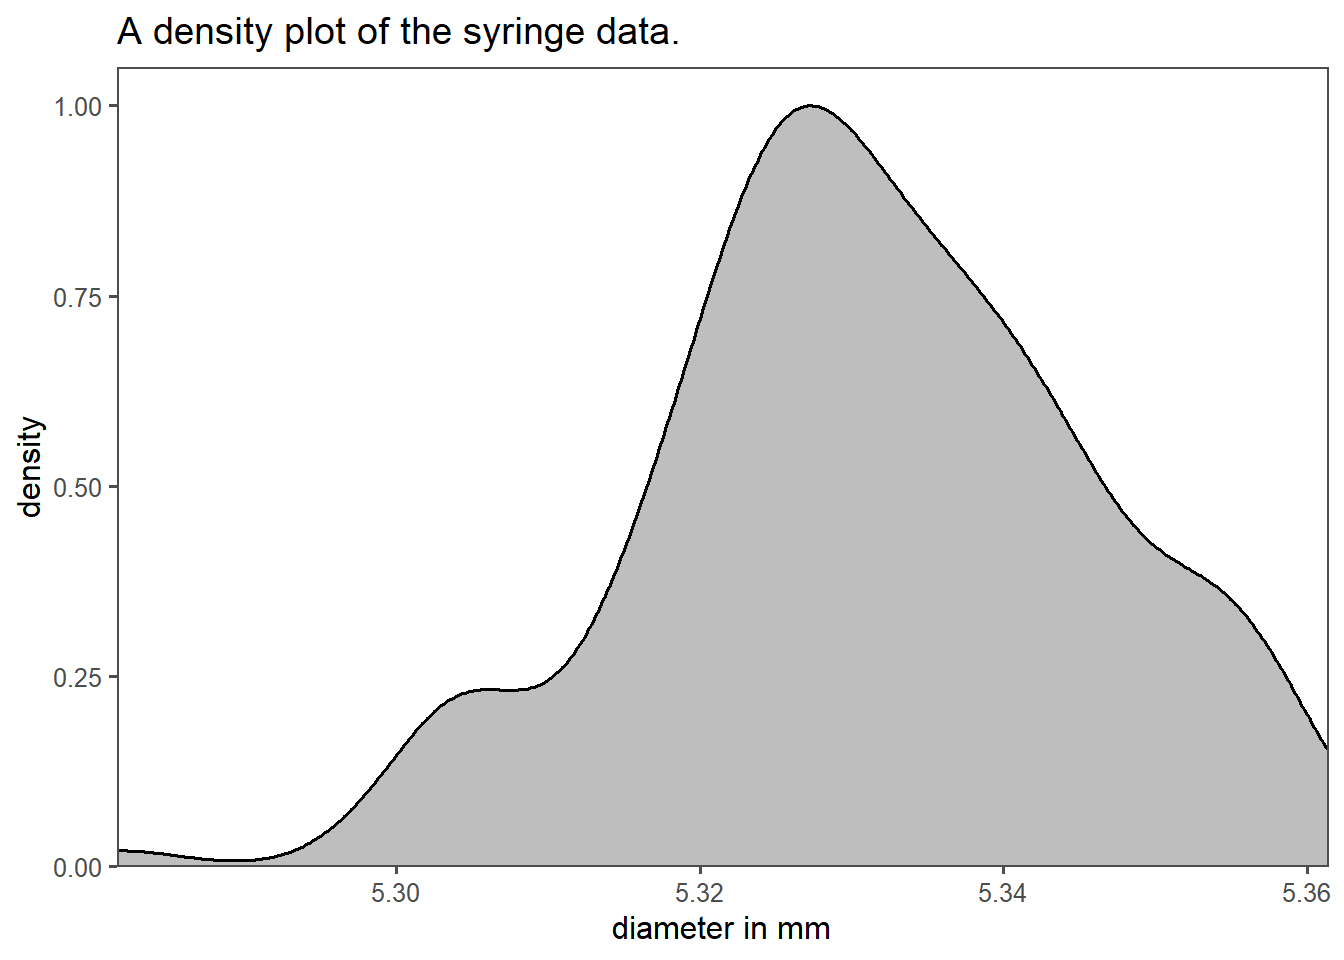 A density plot of the syringe data.
1.00
0.75
0.50
0.25
0.00
density
5.30 5.32 5.34 5.36
diameter in mm